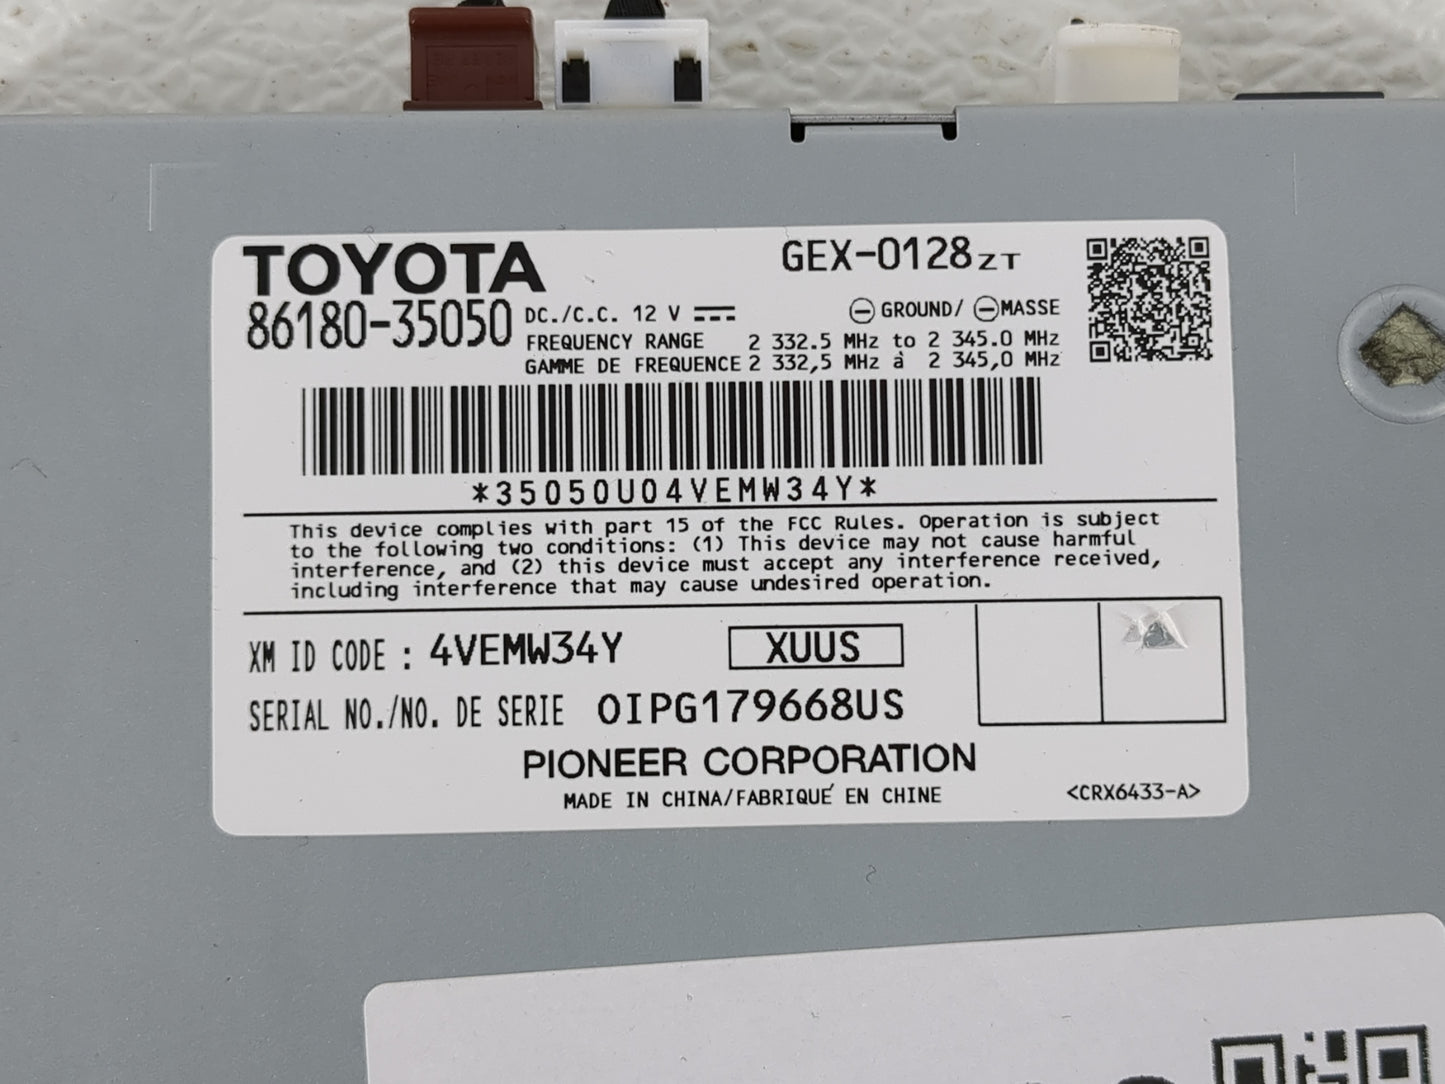 TOYOTA
GEX-0128ZT
86180-35050
DC./C.C. 12 V
GROUND/ MASSE
FREQUENCY RANGE 2 332.5 MHz to 2 345.0 MHz
GAMME DE FREQUENCE 2 332,5 MHz à 2 345,0 MHz
*35050U04VEMW34Y*
This device complies with part 15 of the FCC Rules. Operation is subject
to the following two conditions: (1) This device may not cause harmful
interference, and (2) this device must accept any interference received,
including interference that may cause undesired operation.
XM ID CODE : 4VEMW34Y
XUUS
SERIAL NO./NO. DE SERIE OIPG179668US
PIONEER CORPORATION
MADE IN CHINA/FABRIQUÉ EN CHINE
<CRX6433-A>